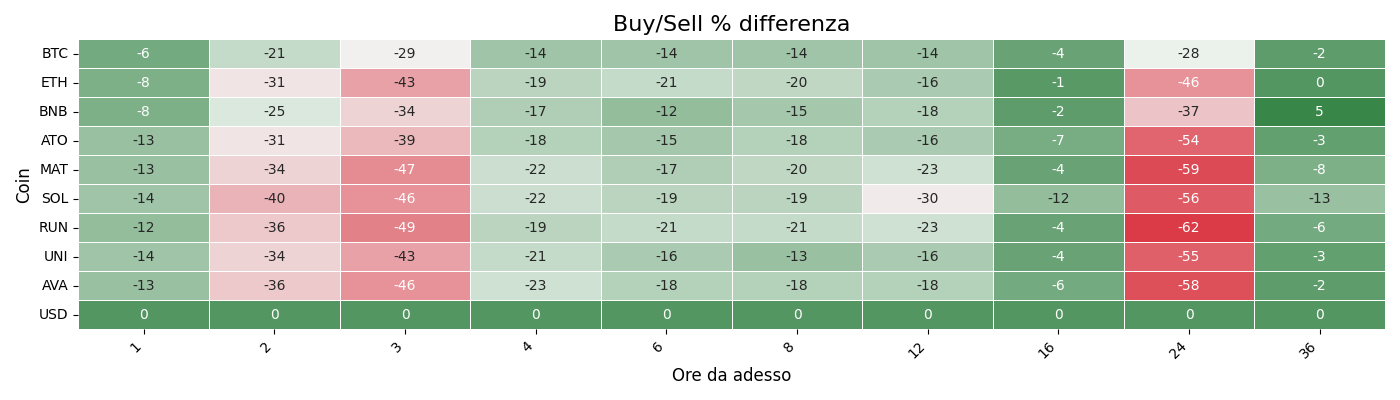 Buy/Sell % differenza
Coin
BTC -6 -21 -29 -14 -14 -14 -14 -4 -28 -2
ETH -8 -31 -43 -19 -21 -20 -16 -1 -46 0
BNB -8 -25 -34 -17 -12 -15 -18 -2 -37 5
ATO -13 -31 -39 -18 -15 -18 -16 -7 -54 -3
MAT -13 -34 -47 -22 -17 -20 -23 -4 -59 -8
SOL -14 -40 -46 -22 -19 -19 -30 -12 -56 -13
RUN -12 -36 -49 -19 -21 -21 -23 -4 -62 -6
UNI -14 -34 -43 -21 -16 -13 -16 -4 -55 -3
AVA -13 -36 -46 -23 -18 -18 -18 -6 -58 -2
USD 0 0 0 0 0 0 0 0 0 0
1 2 3 4 6 8 12 16 24 36
Ore da adesso